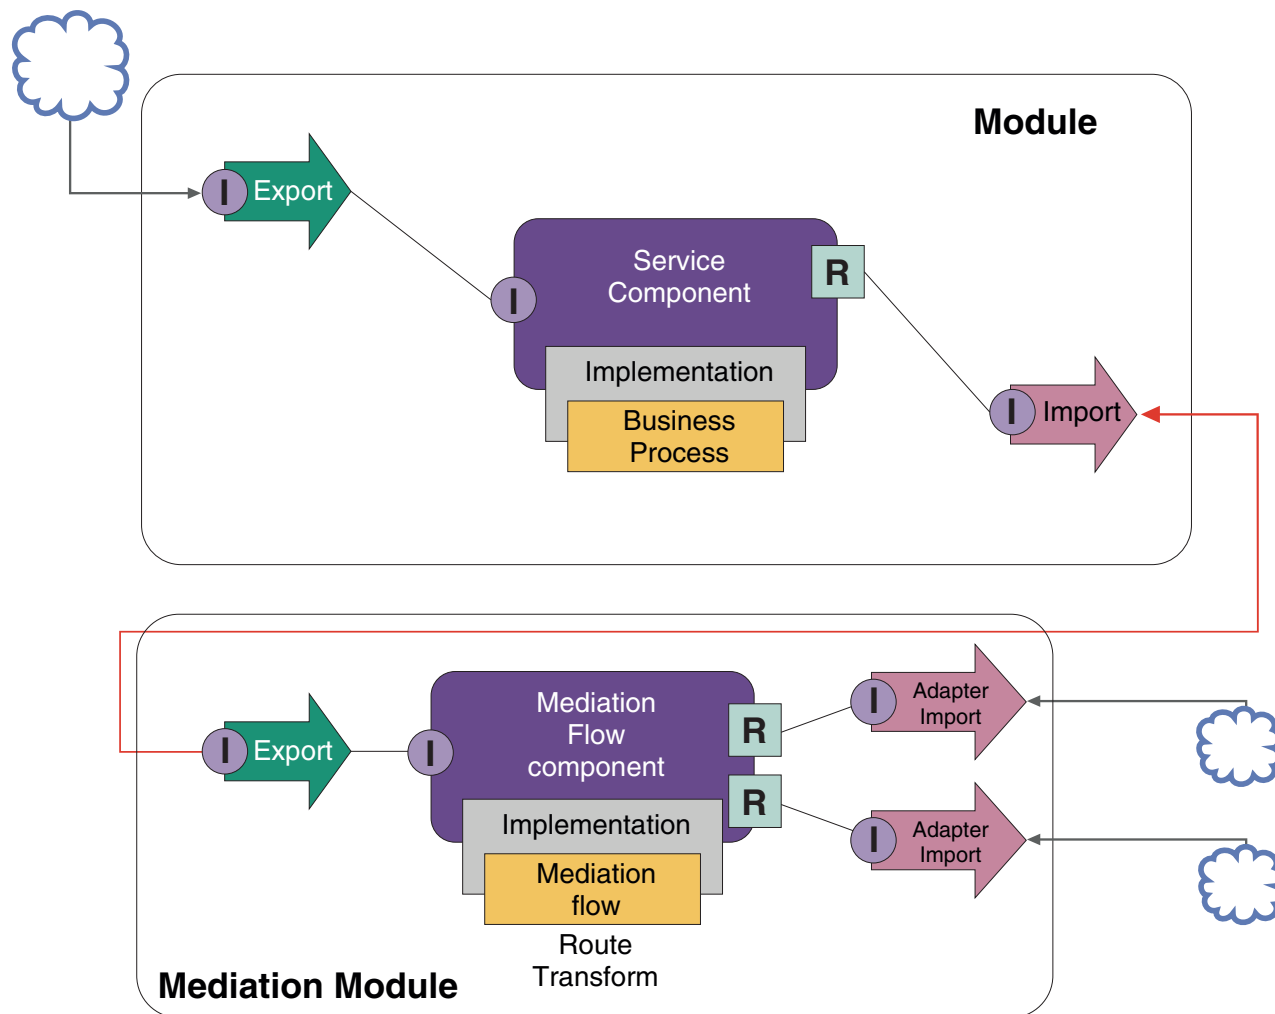 Module
I
Export
Service
Component
R
I
Implementation
Business
Process
I
Import
Mediation
Flow
component
I
Export
I
R
R
I
Adapter
Import
I
Adapter
Import
Implementation
Mediation
flow
Route
Transform
Mediation Module